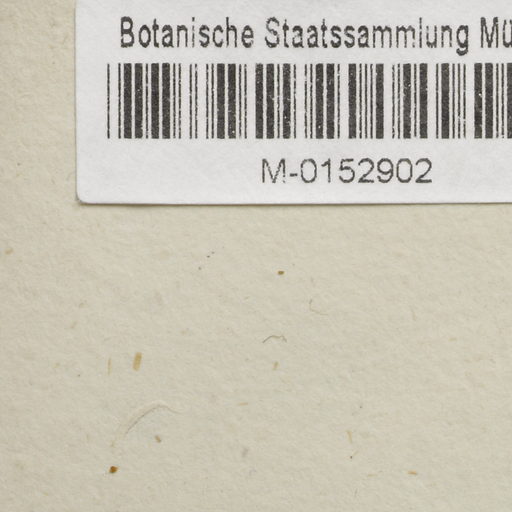 Botanische Staatssammlung Mü
M-0152902